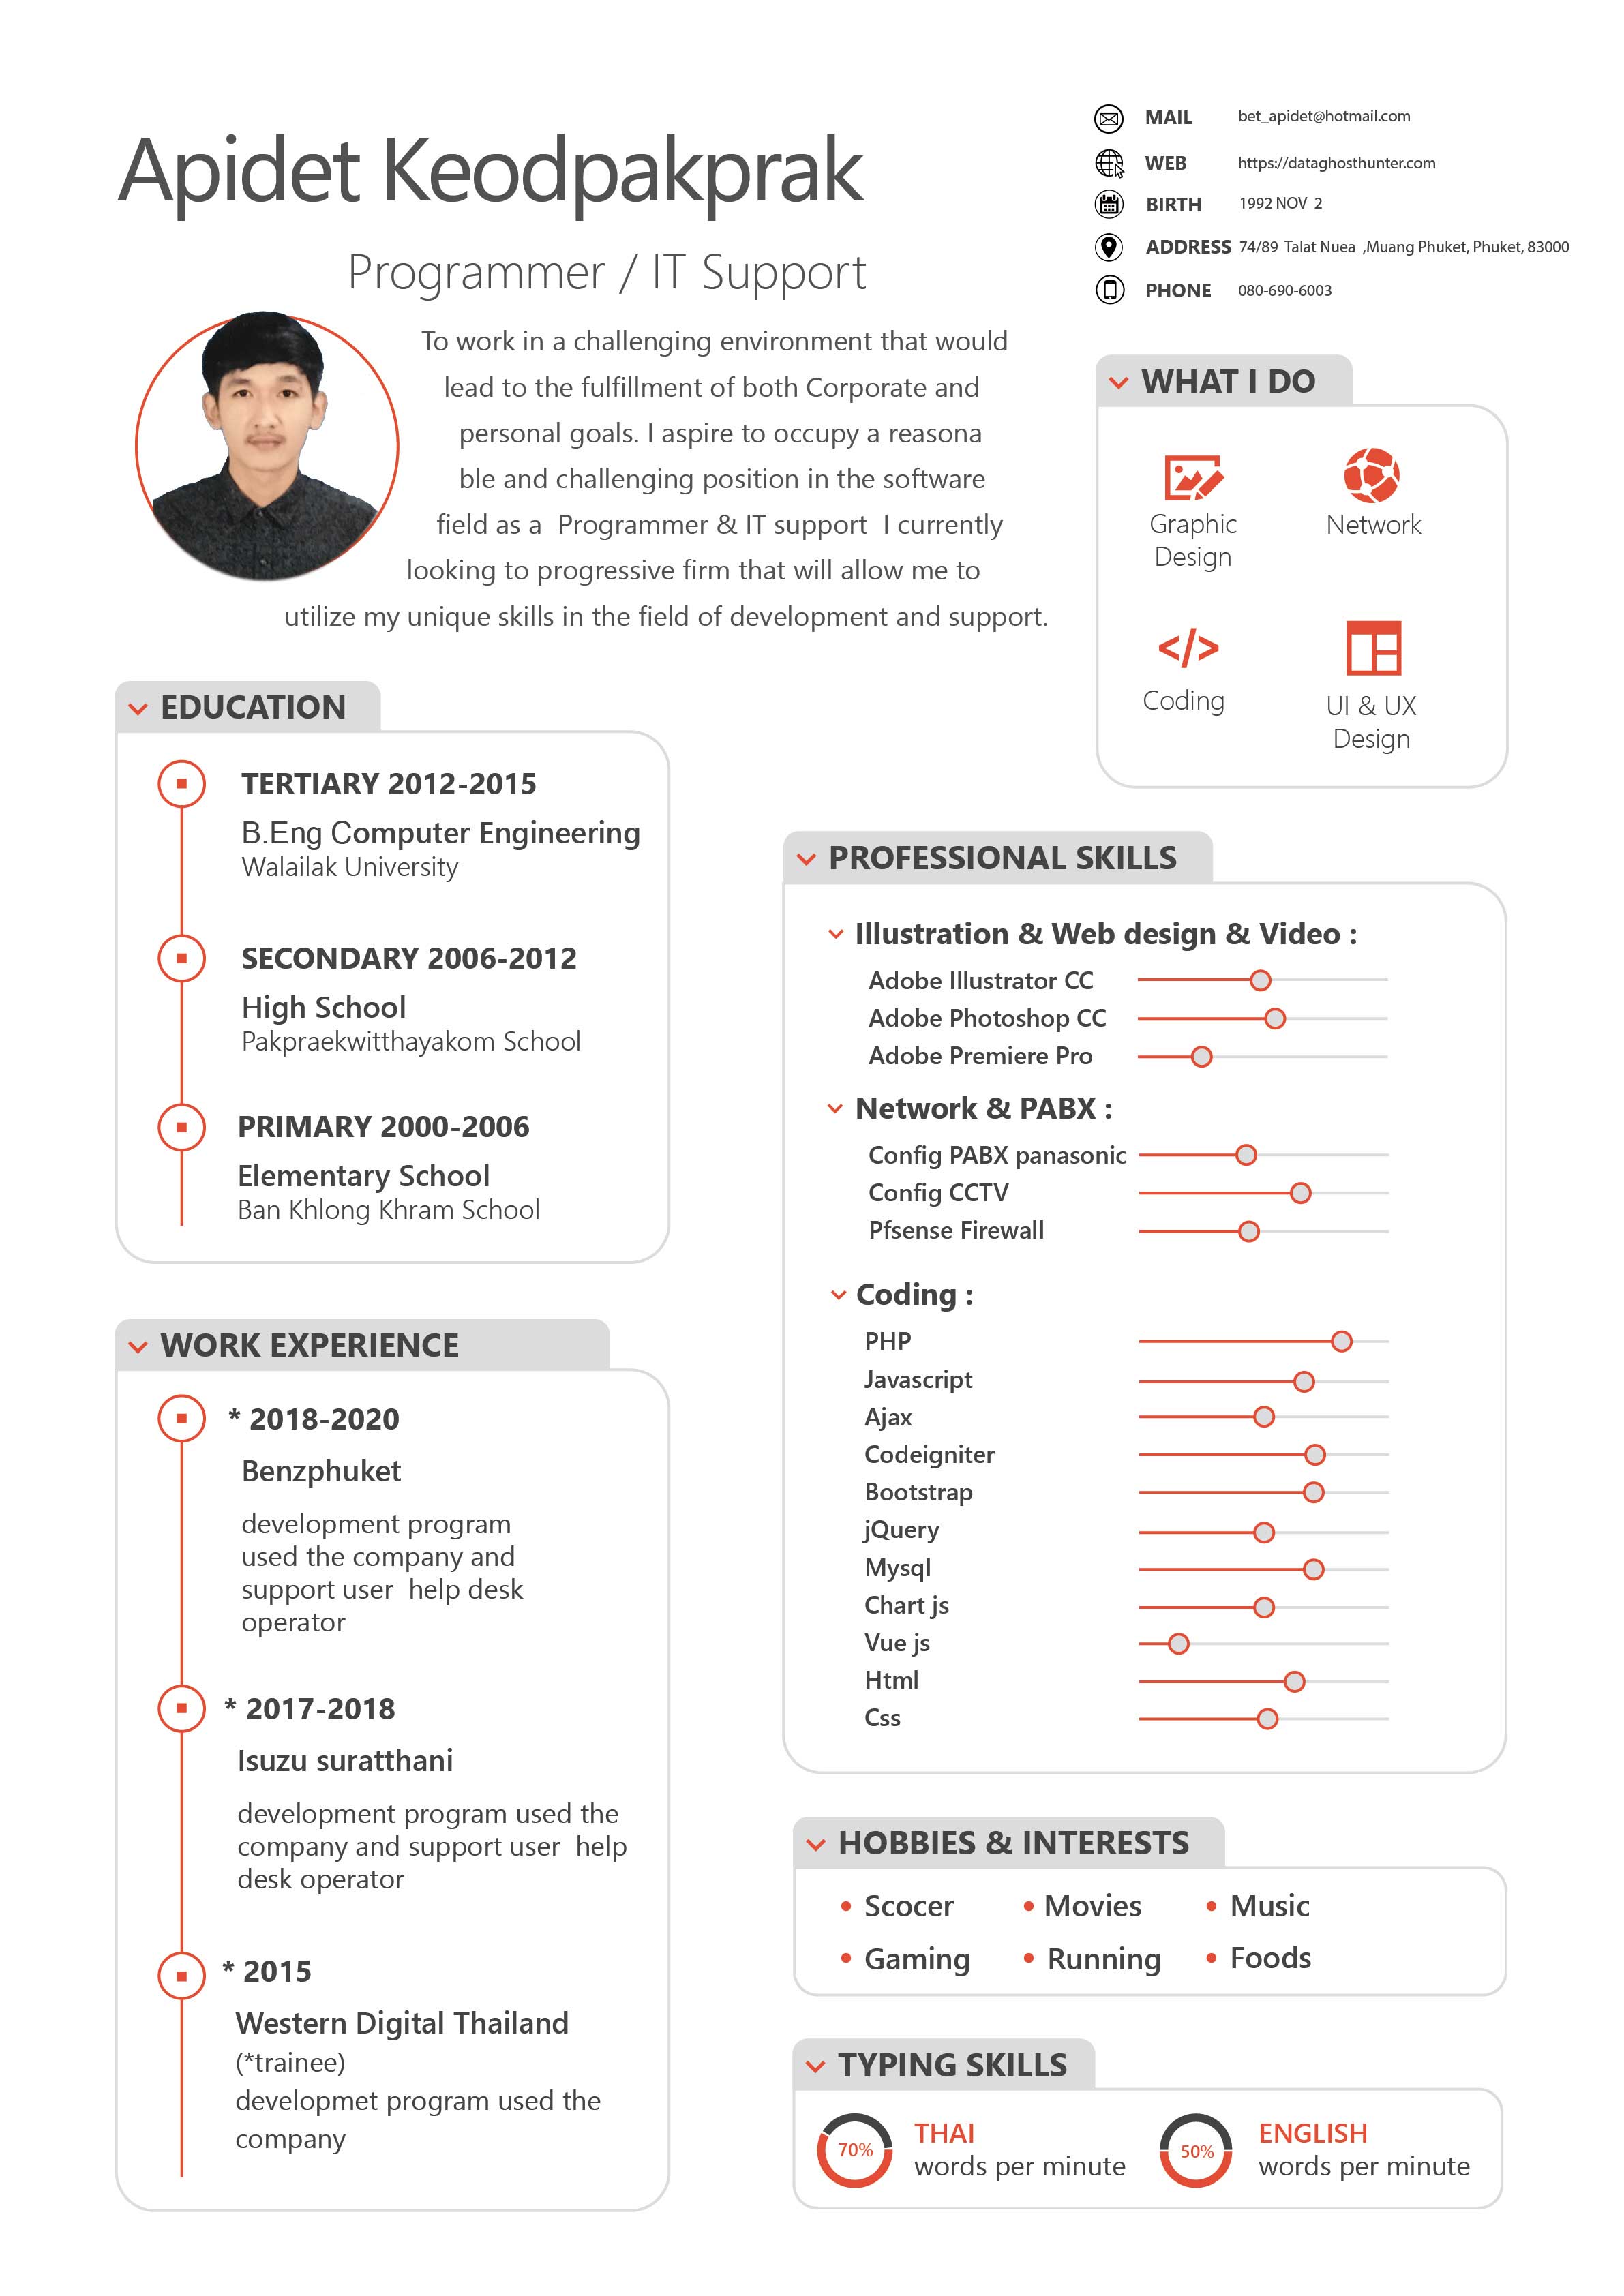 Apidet Keodpakprak
Programmer / IT Support
To work in a challenging environment that would
lead to the fulfillment of both Corporate and
personal goals. I aspire to occupy a reasona
ble and challenging position in the software
field as a  Programmer & IT support  I currently
looking to progressive firm that will allow me to
utilize my unique skills in the field of development and support.
MAIL bet_apidet@hotmail.com
WEB https://dataghosthunter.com
BIRTH 1992 NOV  2
ADDRESS 74/89  Talat Nuea  ,Muang Phuket, Phuket, 83000
PHONE 080-690-6003
WHAT I DO
Graphic
Design
Network
</>
Coding
UI & UX
Design
EDUCATION
TERTIARY 2012-2015
B.Eng Computer Engineering
Walailak University
SECONDARY 2006-2012
High School
Pakpraekwitthayakom School
PRIMARY 2000-2006
Elementary School
Ban Khlong Khram School
WORK EXPERIENCE
* 2018-2020
Benzphuket
development program
used the company and
support user  help desk
operator
* 2017-2018
Isuzu suratthani
development program used the
company and support user  help
desk operator
* 2015
Western Digital Thailand
(*trainee)
developmet program used the
company
PROFESSIONAL SKILLS
Illustration & Web design & Video :
Adobe Illustrator CC
Adobe Photoshop CC
Adobe Premiere Pro
Network & PABX :
Config PABX panasonic
Config CCTV
Pfsense Firewall
Coding :
PHP
Javascript
Ajax
Codeigniter
Bootstrap
jQuery
Mysql
Chart js
Vue js
Html
Css
HOBBIES & INTERESTS
• Scocer • Movies • Music
• Gaming • Running • Foods
TYPING SKILLS
70%
THAI
words per minute
50%
ENGLISH
words per minute